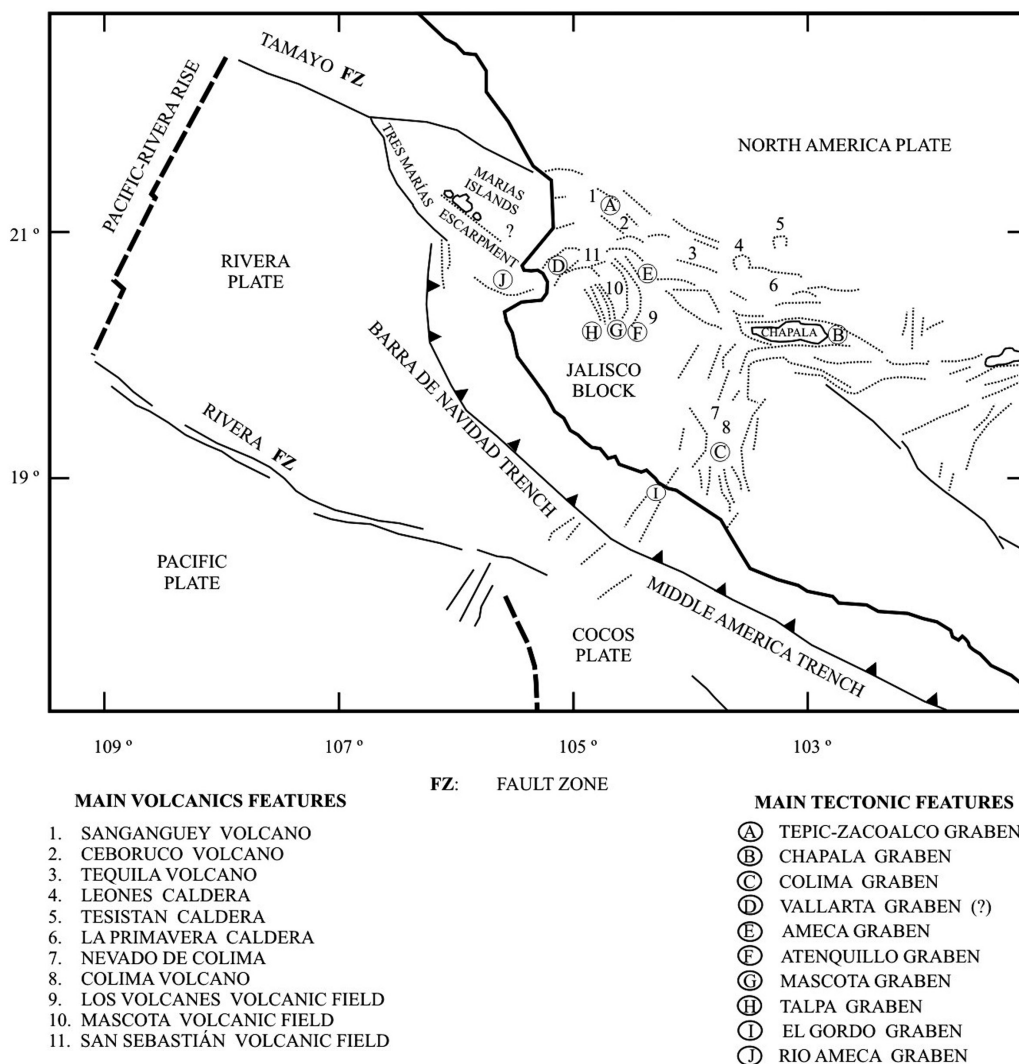 TAMAYO FZ
PACIFIC-RIVERA RISE
NORTH AMERICA PLATE
TRES MARÍAS
ESCARPMENT
MARIAS
ISLANDS
?
1
A
2
5
4
3
6
21 º
RIVERA
PLATE
D
11
E
J
10
9
H
G
F
CHAPALA
B
JALISCO
BLOCK
BARRA DE NAVIDAD TRENCH
7
8
C
RIVERA FZ
19 º
I
PACIFIC
PLATE
COCOS
PLATE
MIDDLE AMERICA TRENCH
109 º
107 º
105 º
103 º
FZ: FAULT ZONE
MAIN VOLCANICS FEATURES
1. SANGANGUEY VOLCANO
2. CEBORUCO VOLCANO
3. TEQUILA VOLCANO
4. LEONES CALDERA
5. TESISTAN CALDERA
6. LA PRIMAVERA CALDERA
7. NEVADO DE COLIMA
8. COLIMA VOLCANO
9. LOS VOLCANES VOLCANIC FIELD
10. MASCOTA VOLCANIC FIELD
11. SAN SEBASTIÁN VOLCANIC FIELD
MAIN TECTONIC FEATURES
A TEPIC-ZACOALCO GRABEN
B CHAPALA GRABEN
C COLIMA GRABEN
D VALLARTA GRABEN (?)
E AMECA GRABEN
F ATENQUILLO GRABEN
G MASCOTA GRABEN
H TALPA GRABEN
I EL GORDO GRABEN
J RIO AMECA GRABEN